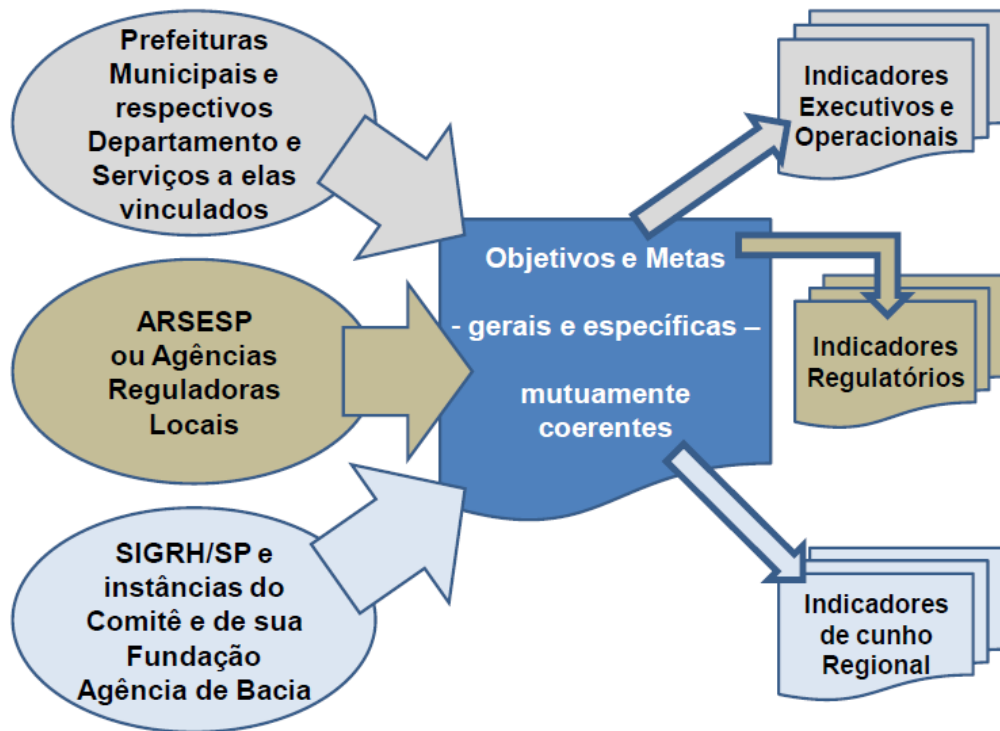 Prefeituras
Municipais e
respectivos
Departamento e
Serviços a elas
vinculados
ARSESP
ou Agências
Reguladoras
Locais
SIGRH/SP e
instâncias do
Comitê e de sua
Fundação
Agência de Bacia
Objetivos e Metas
- gerais e específicas –
mutuamente
coerentes
Indicadores
Executivos e
Operacionais
Indicadores
Regulatórios
Indicadores
de cunho
Regional